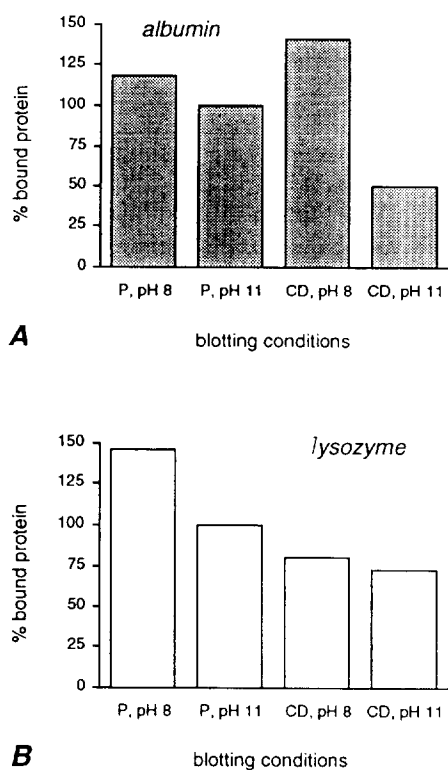 albumin
% bound protein
150
125
100
75
50
25
0
P, pH 8 P, pH 11 CD, pH 8 CD, pH 11
A
blotting conditions
lysozyme
% bound protein
150
125
100
75
50
25
0
P, pH 8 P, pH 11 CD, pH 8 CD, pH 11
B
blotting conditions